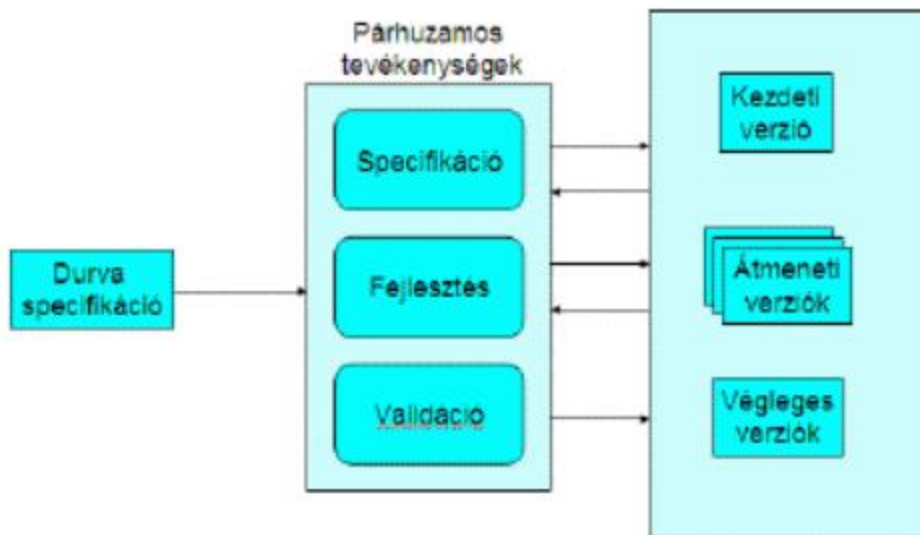 Párhuzamos
tevékenységek
Durva
specifikáció
Specifikáció
Fejlesztés
Validáció
Kezdeti
verzió
Átmeneti
verziók
Végleges
verziók